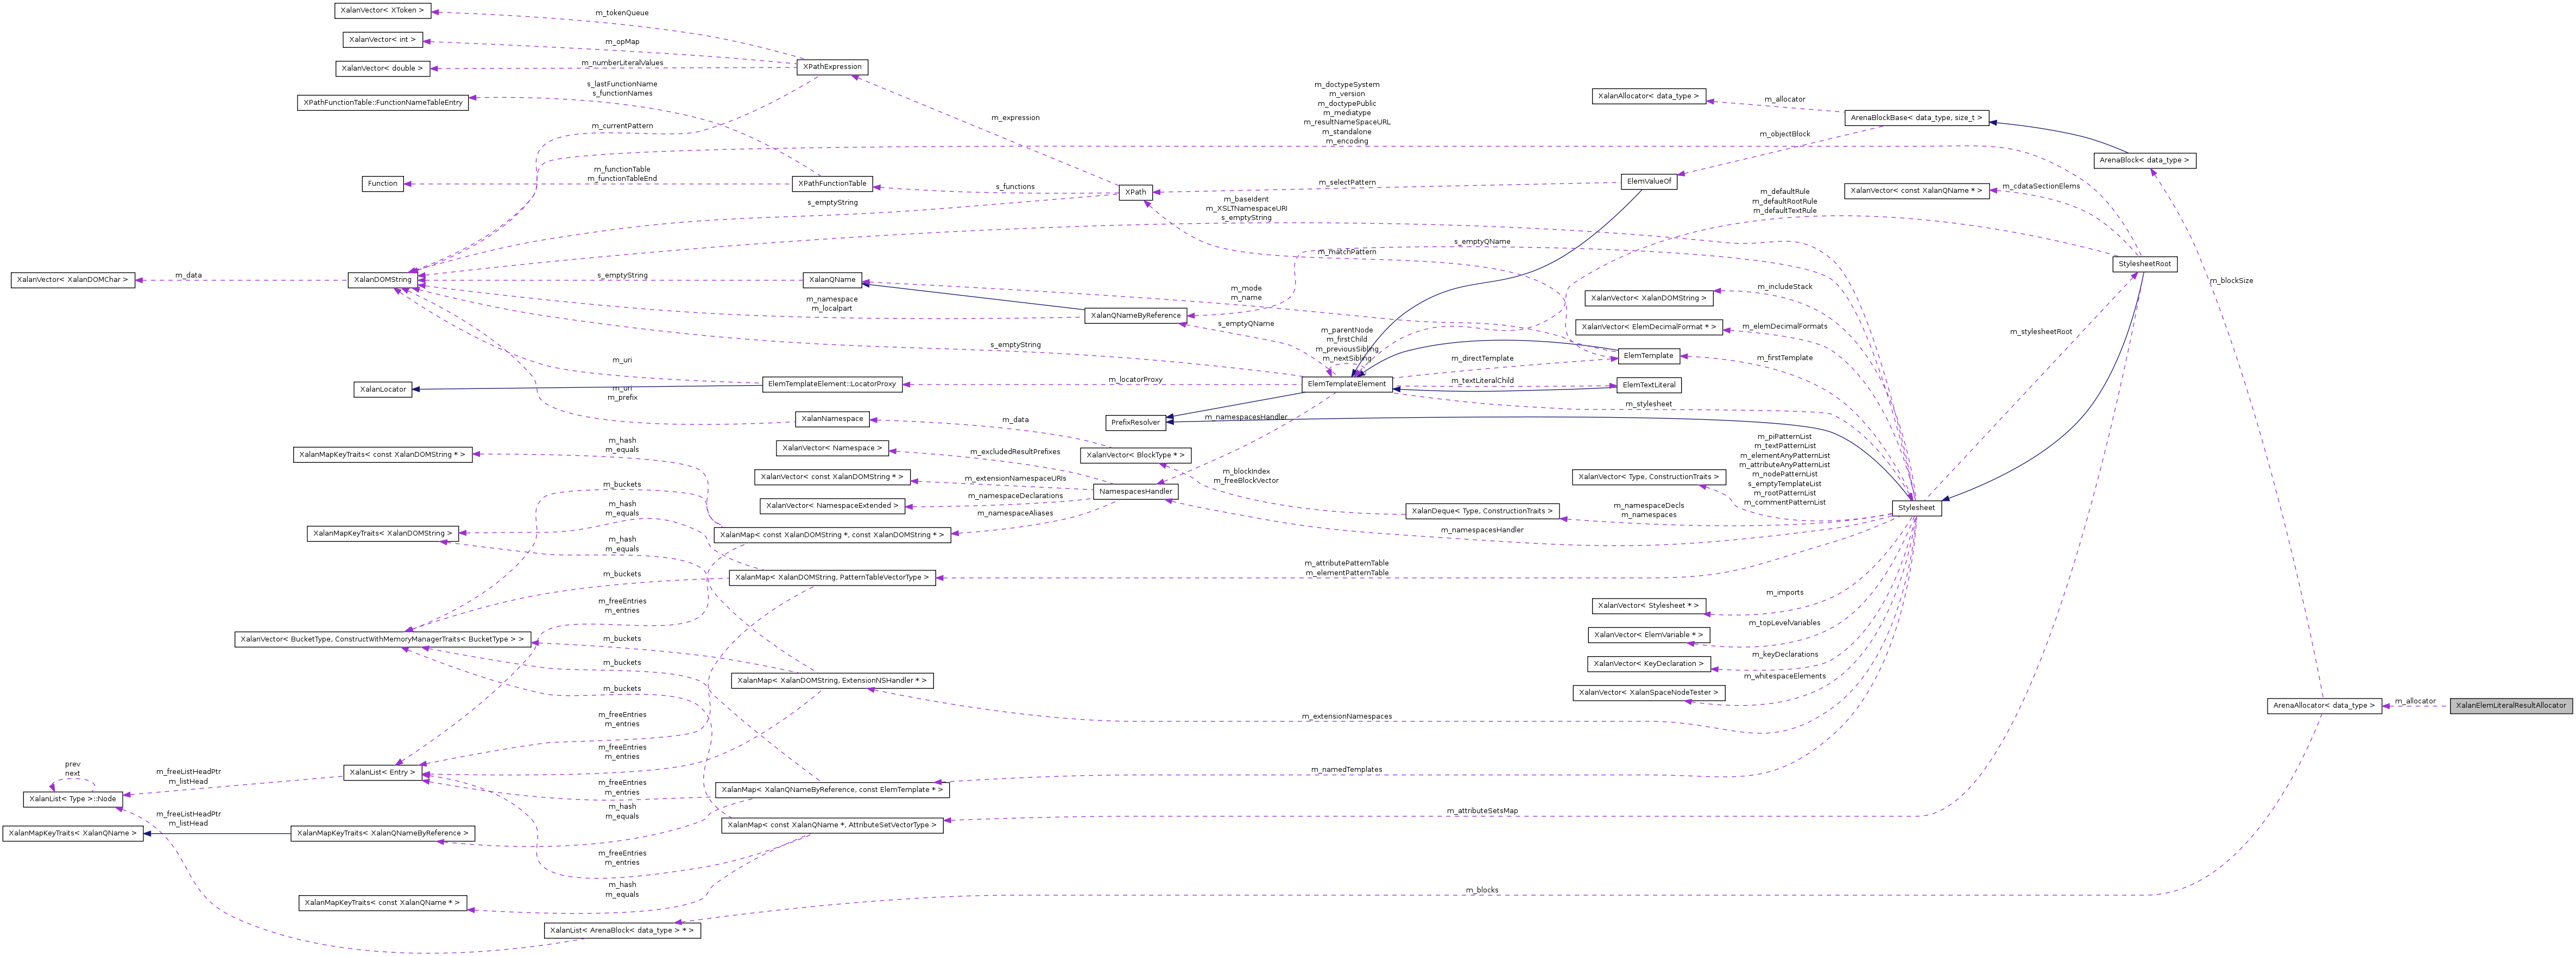 XalanVector< XToken >
m_tokenQueue
XalanVector< int >
m_opMap
XalanVector< double >
m_numberLiteralValues
XPathExpression
s_lastFunctionName
s_functionNames
XPathFunctionTable::FunctionNameTableEntry
m_currentPattern
m_expression
m_doctypeSystem
m_version
m_doctypePublic
m_mediatype
m_resultNameSpaceURL
m_standalone
m_encoding
XalanAllocator< data_type >
m_allocator
ArenaBlockBase< data_type, size_t >
m_objectBlock
ArenaBlock< data_type >
Function
m_functionTable
m_functionTableEnd
XPathFunctionTable
s_functions
XPath
m_selectPattern
ElemValueOf
m_defaultRule
m_defaultRootRule
m_defaultTextRule
XalanVector< const XalanQName * >
m_cdataSectionElems
s_emptyString
m_baseIdent
m_XSLTNamespaceURI
s_emptyString
s_emptyQName
m_matchPattern
StylesheetRoot
XalanVector< XalanDOMChar >
m_data
XalanDOMString
s_emptyString
XalanQName
m_mode
m_name
m_namespace
m_localpart
XalanQNameByReference
s_emptyQName
XalanVector< XalanDOMString >
m_includeStack
XalanVector< ElemDecimalFormat * >
m_elemDecimalFormats
m_stylesheetRoot
m_blockSize
s_emptyString
m_parentNode
m_firstChild
m_previousSibling
m_nextSibling
m_directTemplate
ElemTemplate
m_firstTemplate
m_uri
XalanLocator
ElemTemplateElement::LocatorProxy
m_locatorProxy
ElemTemplateElement
m_textLiteralChild
ElemTextLiteral
m_uri
m_prefix
XalanNamespace
m_data
PrefixResolver
m_namespacesHandler
m_stylesheet
XalanMapKeyTraits< const XalanDOMString * >
m_hash
m_equals
XalanVector< Namespace >
m_excludedResultPrefixes
XalanVector< BlockType * >
m_piPatternList
m_textPatternList
m_elementAnyPatternList
m_attributeAnyPatternList
m_nodePatternList
s_emptyTemplateList
m_rootPatternList
m_commentPatternList
XalanVector< const XalanDOMString * >
m_extensionNamespaceURIs
m_blockIndex
m_freeBlockVector
XalanVector< Type, ConstructionTraits >
m_buckets
XalanVector< NamespaceExtended >
m_namespaceDeclarations
NamespacesHandler
m_namespaceAliases
XalanDeque< Type, ConstructionTraits >
m_namespaceDecls
m_namespaces
Stylesheet
m_hash
m_equals
XalanMapKeyTraits< XalanDOMString >
XalanMap< const XalanDOMString *, const XalanDOMString * >
m_namespacesHandler
m_hash
m_equals
m_buckets
XalanMap< XalanDOMString, PatternTableVectorType >
m_attributePatternTable
m_elementPatternTable
m_freeEntries
m_entries
XalanVector< Stylesheet * >
m_imports
XalanVector< BucketType, ConstructWithMemoryManagerTraits< BucketType > >
m_buckets
XalanVector< ElemVariable * >
m_topLevelVariables
m_buckets
XalanVector< KeyDeclaration >
m_keyDeclarations
XalanMap< XalanDOMString, ExtensionNSHandler * >
m_buckets
XalanVector< XalanSpaceNodeTester >
m_whitespaceElements
m_freeEntries
m_entries
m_extensionNamespaces
ArenaAllocator< data_type >
m_allocator
XalanElemLiteralResultAllocator
m_freeEntries
m_entries
prev
next
m_freeListHeadPtr
m_listHead
XalanList< Entry >
m_namedTemplates
XalanList< Type >::Node
m_freeEntries
m_entries
XalanMap< XalanQNameByReference, const ElemTemplate * >
m_freeListHeadPtr
m_listHead
m_hash
m_equals
m_attributeSetsMap
XalanMapKeyTraits< XalanQName >
XalanMapKeyTraits< XalanQNameByReference >
XalanMap< const XalanQName *, AttributeSetVectorType >
m_freeEntries
m_entries
m_hash
m_equals
m_blocks
XalanMapKeyTraits< const XalanQName * >
XalanList< ArenaBlock< data_type > * >